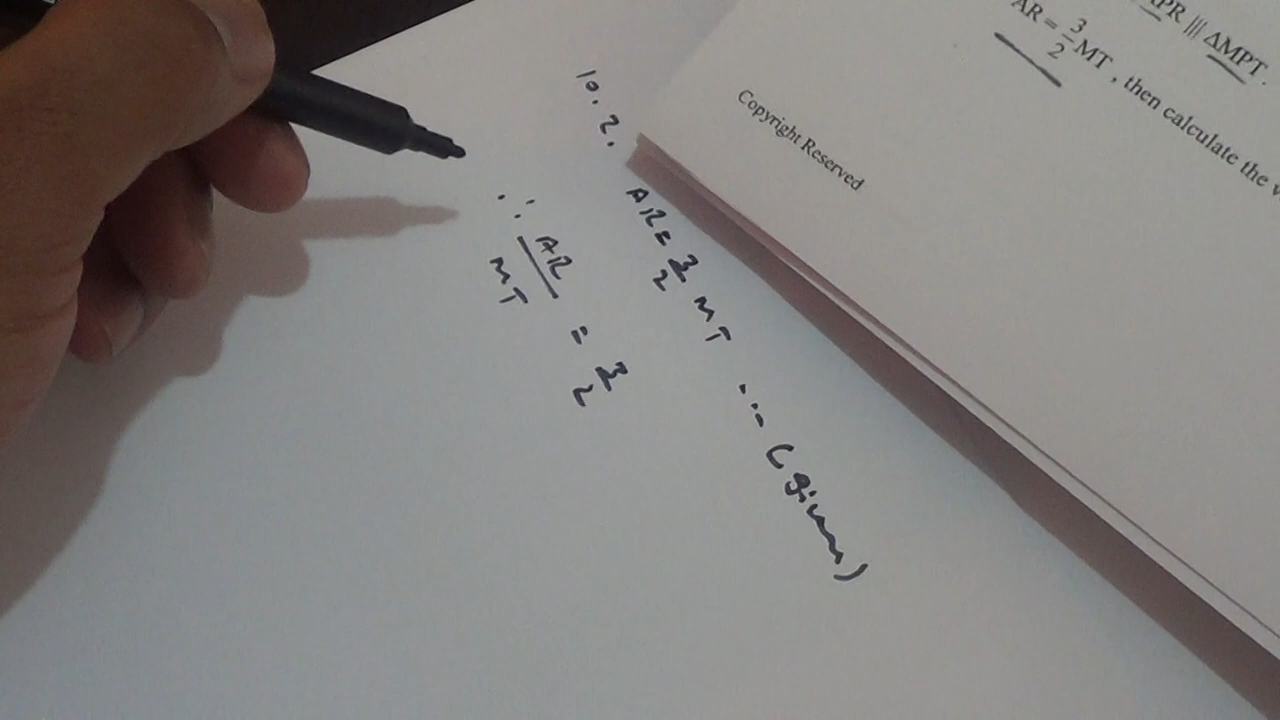 PR ||| ΔMPT.
AR = 3/2 MT, then calculate the
Copyright Reserved
10.2.
AR = 3/2 MT ... (given)
∴ AR/MT = 3/2